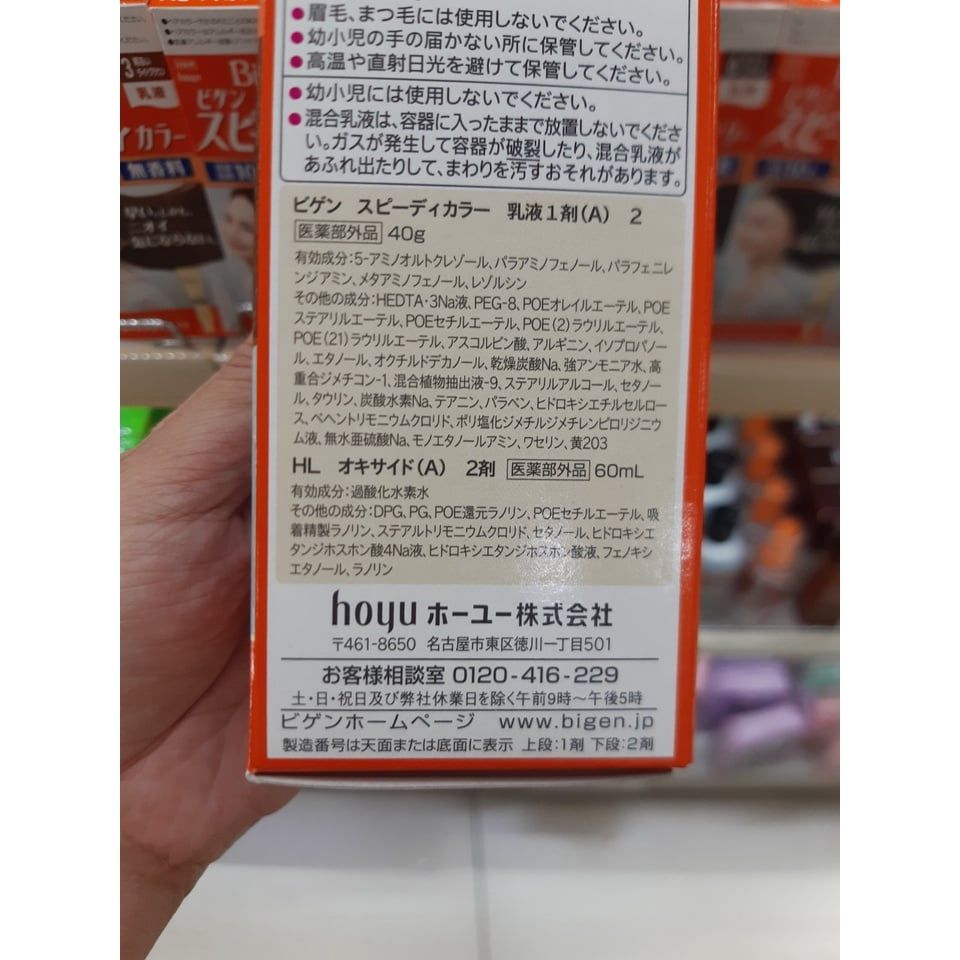 ●眉毛、まつ毛には使用しないでください。
●幼小児の手の届かない所に保管してください。
●高温や直射日光を避けて保管してください。
●幼小児には使用しないでください。
●混合乳液は、容器に入ったままで放置しないでくださ
い。ガスが発生して容器が破裂したり、混合乳液が
あふれ出たりして、まわりを汚すおそれがあります。
ビゲン スピーディカラー 乳液1剤(A) 2
医薬部外品 40g
有効成分:5-アミノオルトクレゾール、パラアミノフェノール、パラフェニレ
ンジアミン、メタアミノフェノール、レゾルシン
その他の成分:HEDTA・3Na液、PEG-8、POEオレイルエーテル、POE
ステアリルエーテル、POEセチルエーテル、POE(2)ラウリルエーテル、
POE(21)ラウリルエーテル、アスコルビン酸、アルギニン、イソプロパノー
ル、エタノール、オクチルドデカノール、乾燥炭酸Na、強アンモニア水、高
重合ジメチコン-1、混合植物抽出液-9、ステアリルアルコール、セタノー
ル、タウリン、炭酸水素Na、テアニン、パラベン、ヒドロキシエチルセルロー
ス、ベヘントリモニウムクロリド、ポリ塩化ジメチルジメチレンピロリジニウ
ム液、無水亜硫酸Na、モノエタノールアミン、ワセリン、黄203
HL オキサイド(A) 2剤 医薬部外品 60mL
有効成分:過酸化水素水
その他の成分:DPG、PG、POE還元ラノリン、POEセチルエーテル、吸
着精製ラノリン、ステアルトリモニウムクロリド、セタノール、ヒドロキシエ
タンジホスホン酸4Na液、ヒドロキシエタンジホスホン酸液、フェノキシ
エタノール、ラノリン
hoyu ホーユー株式会社
〒461-8650 名古屋市東区徳川一丁目501
お客様相談室 0120-416-229
土・日・祝日及び弊社休業日を除く午前9時〜午後5時
ビゲンホームページ www.bigen.jp
製造番号は天面または底面に表示 上段:1剤 下段:2剤
乳液
ビゲン
イカラー
無香料